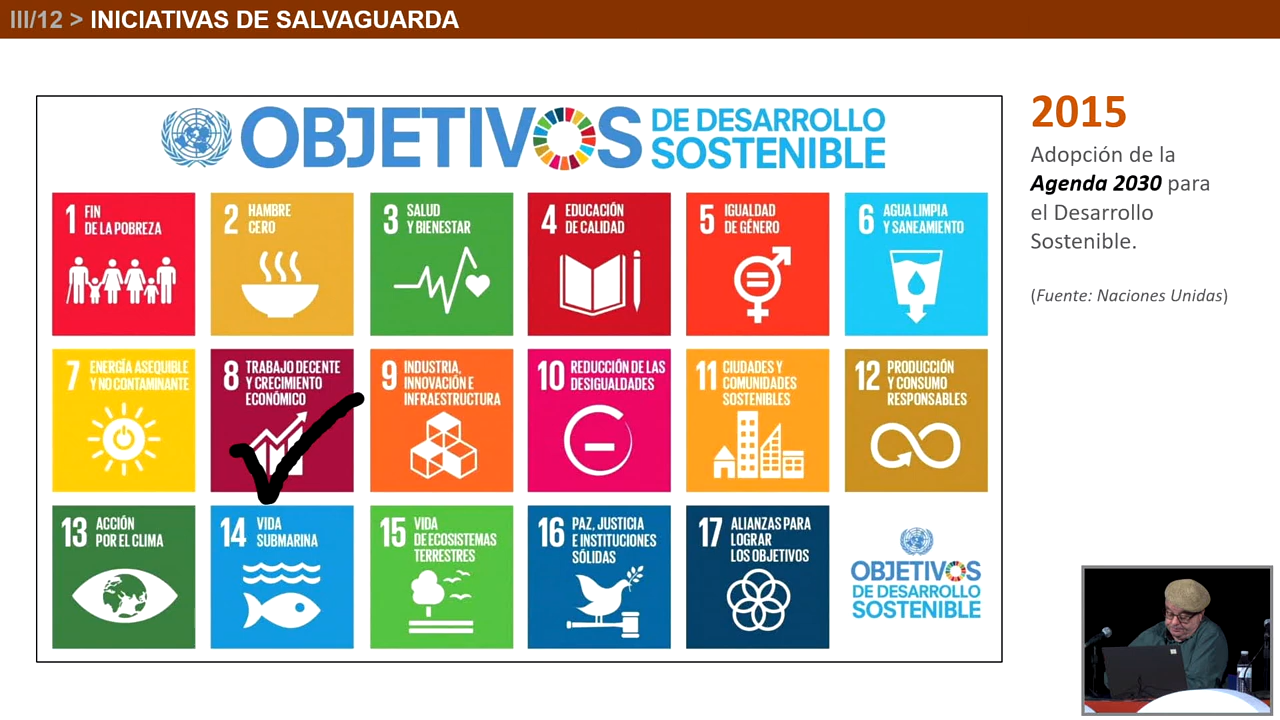 III/12 > INICIATIVAS DE SALVAGUARDA
OBJETIVOS
DE DESARROLLO
SOSTENIBLE
1 FIN
DE LA POBREZA
2 HAMBRE
CERO
3 SALUD
Y BIENESTAR
4 EDUCACIÓN
DE CALIDAD
5 IGUALDAD
DE GÉNERO
6 AGUA LIMPIA
Y SANEAMIENTO
7 ENERGÍA ASEQUIBLE
Y NO CONTAMINANTE
8 TRABAJO DECENTE
Y CRECIMIENTO
ECONÓMICO
9 INDUSTRIA,
INNOVACIÓN E
INFRAESTRUCTURA
10 REDUCCIÓN DE LAS
DESIGUALDADES
11 CIUDADES Y
COMUNIDADES
SOSTENIBLES
12 PRODUCCIÓN
Y CONSUMO
RESPONSABLES
13 ACCIÓN
POR EL CLIMA
14 VIDA
SUBMARINA
15 VIDA
DE ECOSISTEMAS
TERRESTRES
16 PAZ, JUSTICIA
E INSTITUCIONES
SÓLIDAS
17 ALIANZAS PARA
LOGRAR
LOS OBJETIVOS
OBJETIVOS
DE DESARROLLO
SOSTENIBLE
2015
Adopción de la
Agenda 2030 para
el Desarrollo
Sostenible.
(Fuente: Naciones Unidas)